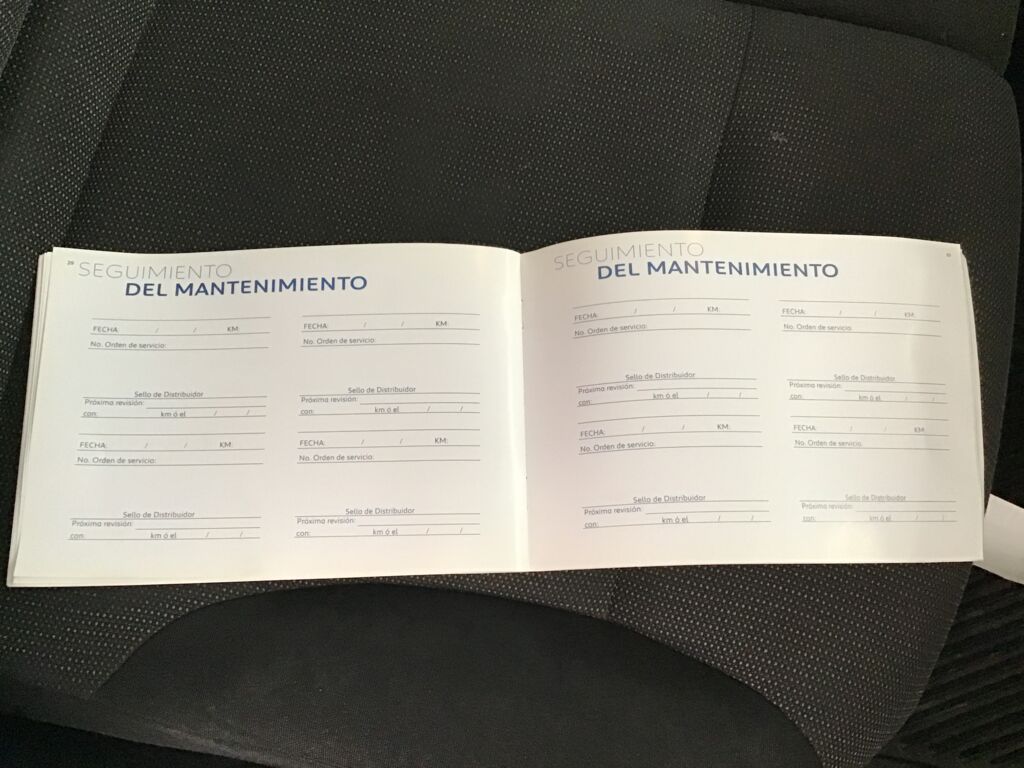 SEGUIMIENTO
DEL MANTENIMIENTO
FECHA: / / KM:
No. Orden de servicio:
Sello de Distribuidor
Próxima revisión:
con: km ó el / /
FECHA: / / KM:
No. Orden de servicio:
Sello de Distribuidor
Próxima revisión:
con: km ó el / /
FECHA: / / KM:
No. Orden de servicio:
Sello de Distribuidor
Próxima revisión:
con: km ó el / /
FECHA: / / KM:
No. Orden de servicio:
Sello de Distribuidor
Próxima revisión:
con: km ó el / /
SEGUIMIENTO
DEL MANTENIMIENTO
FECHA: / / KM:
No. Orden de servicio:
Sello de Distribuidor
Próxima revisión:
con: km ó el / /
FECHA: / / KM:
No. Orden de servicio:
Sello de Distribuidor
Próxima revisión:
con: km ó el / /
FECHA: / / KM:
No. Orden de servicio:
Sello de Distribuidor
Próxima revisión:
con: km ó el / /
FECHA: / / KM:
No. Orden de servicio:
Sello de Distribuidor
Próxima revisión:
con: km ó el / /